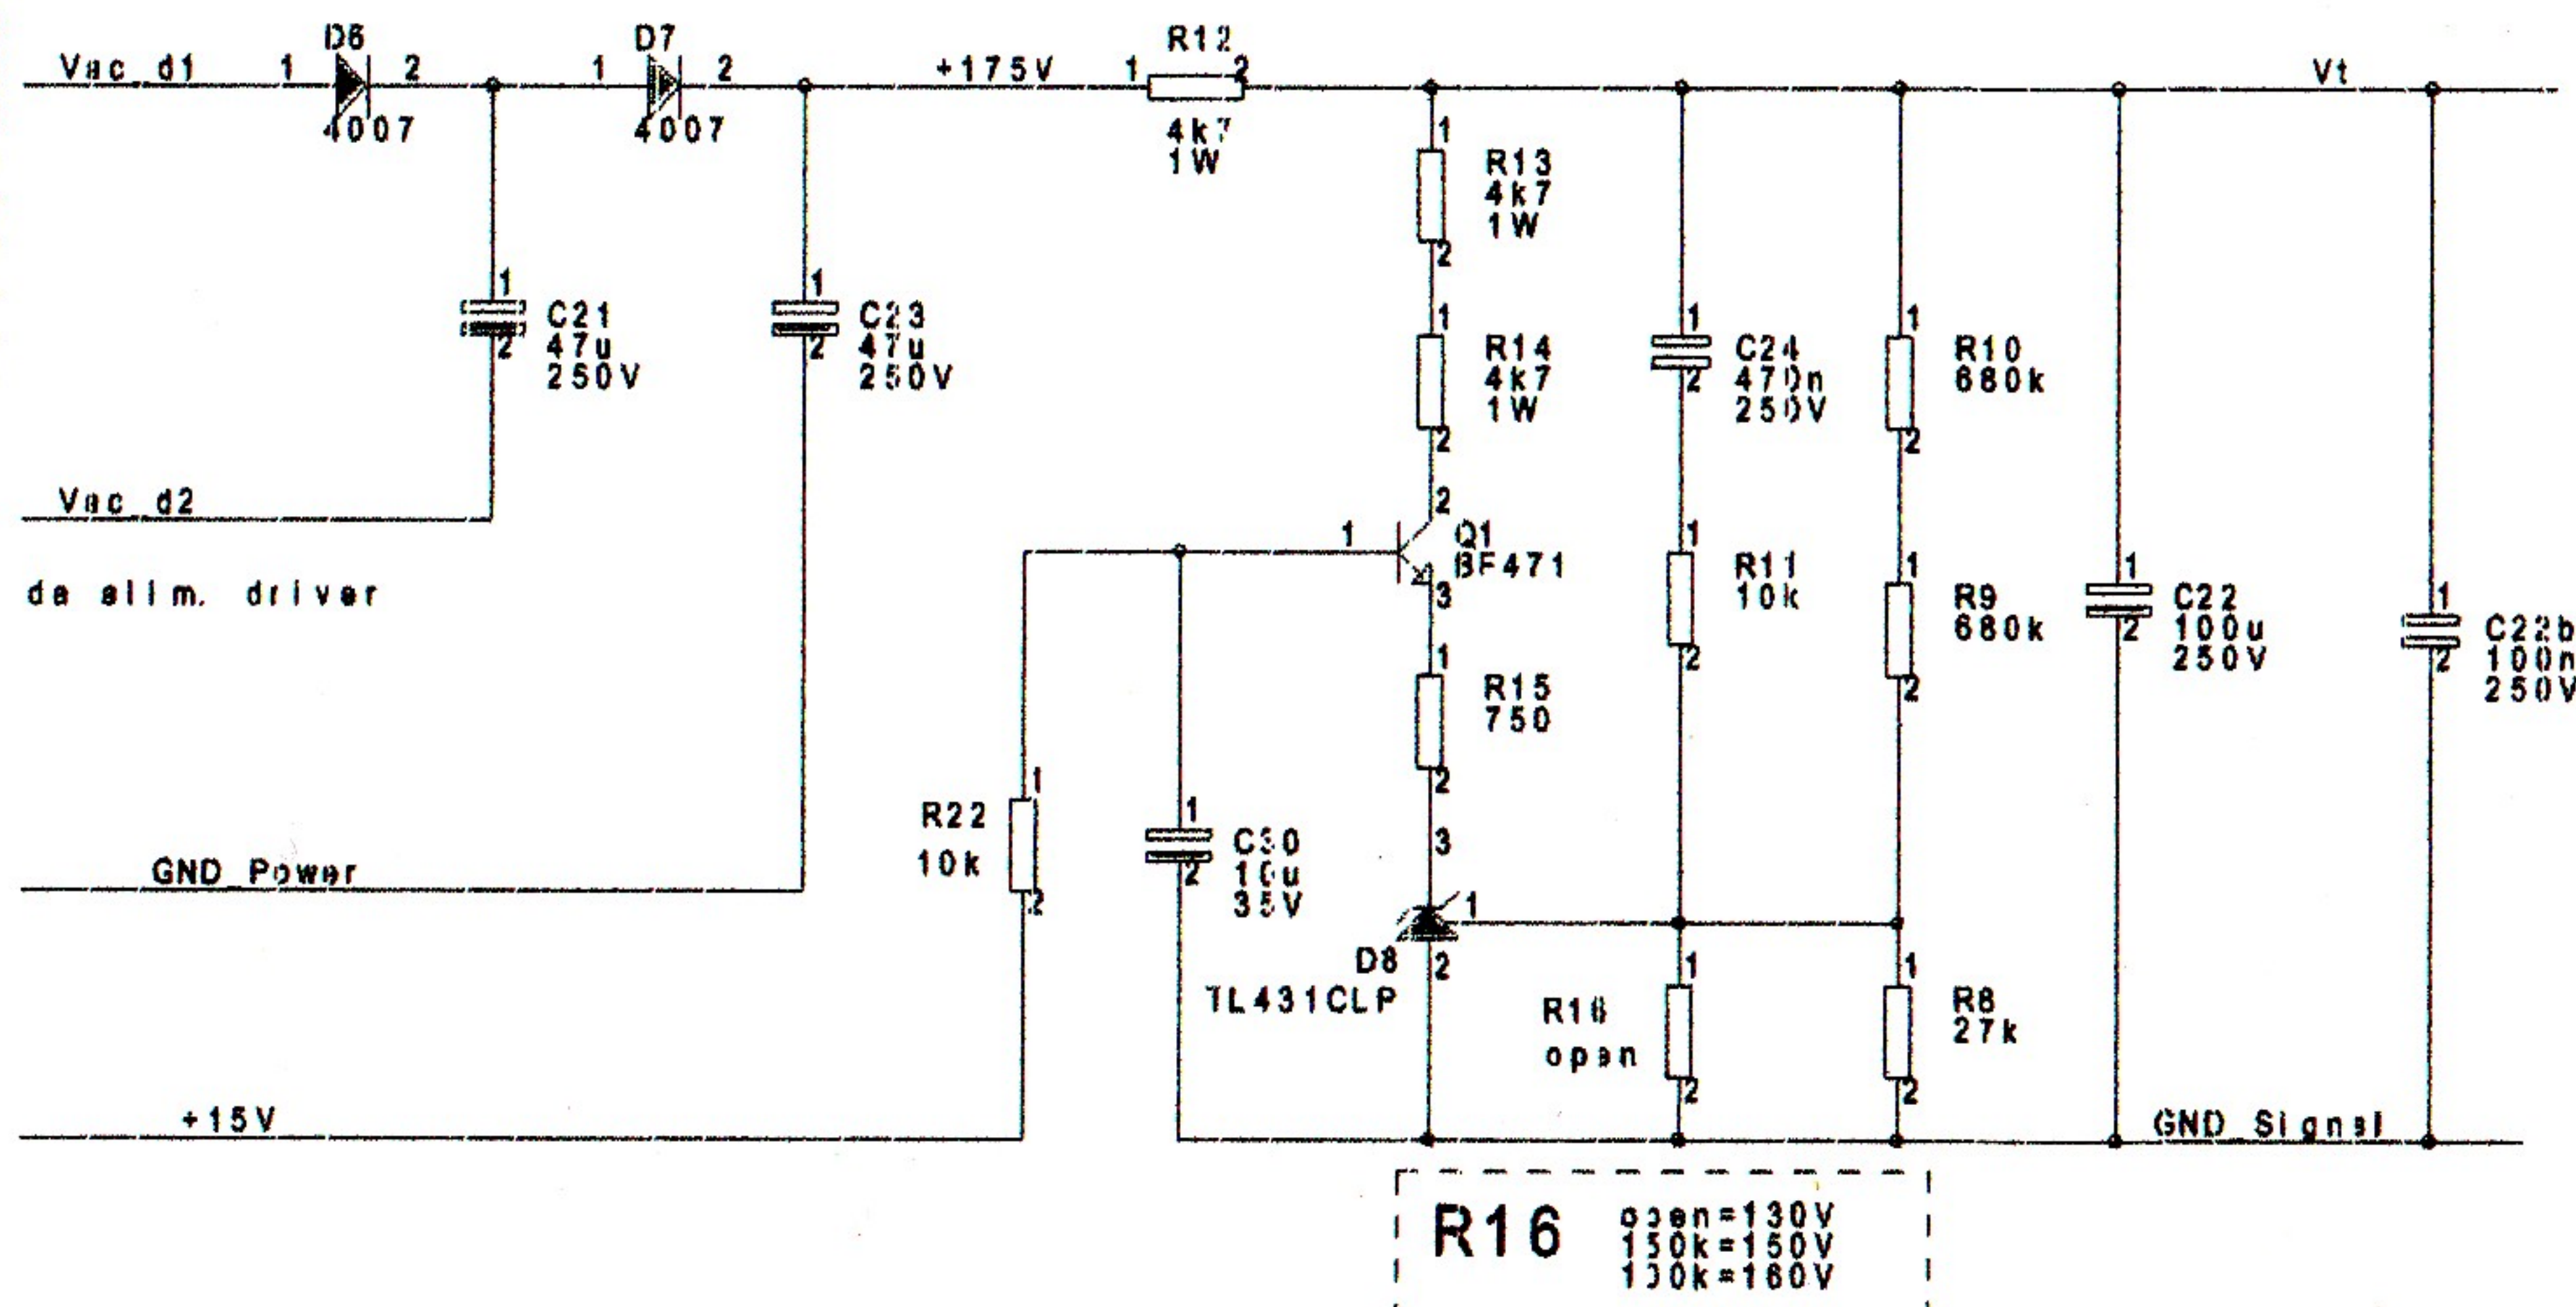 D6
D7
R12
Vac_d1
1
2
1
2
+175V
1
2
Vt
4007
4007
4k7
1W
1
R13
4k7
1W
2
1
C21
47u
250V
2
1
C23
47u
250V
2
1
R14
4k7
1W
2
1
C24
470n
250V
2
1
R10
680k
2
Vac_d2
1
2
Q1
BF471
3
1
R11
10k
2
1
R9
680k
2
1
C22
100u
250V
2
1
C22b
100n
250V
2
da alim. driver
1
R15
750
2
1
R22
10k
2
1
C30
10u
35V
2
3
1
GND_Power
D8
2
TL431CLP
1
R16
open
2
1
R8
27k
2
+15V
GND_Signal
R16
open=130V
150k=150V
100k=160V